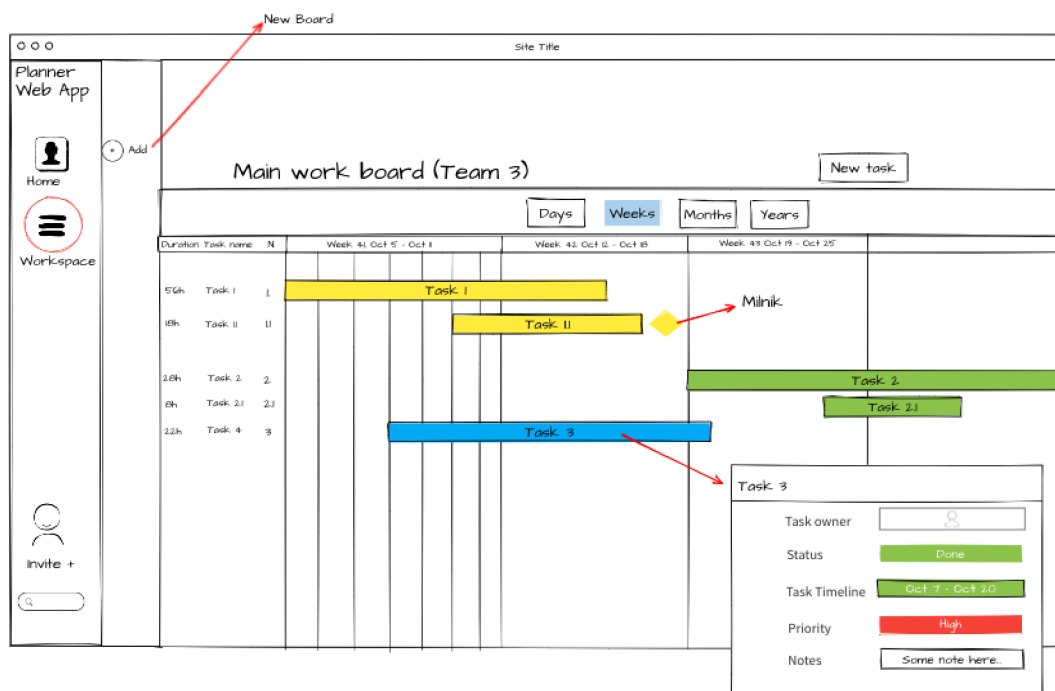 New Board
Site Title
Planner
Web App
Home
Workspace
Invite +
+ Add
Main work board (Team 3)
New task
Days
Weeks
Months
Years
Duration Task name N
Week 41, Oct 5 - Oct 11
Week 42 Oct 12 - Oct 18
Week 43 Oct 19 - Oct 25
56h Task 1 1.
Task 1
18h Task 1.1 1.1
Task 1.1
Milnik
28h Task 2 2
Task 2
8h Task 2.1 2.1
Task 2.1
22h Task 4 3
Task 3
Task 3
Task owner
Status Done
Task Timeline Oct 7 - Oct 20
Priority High
Notes Some note here..